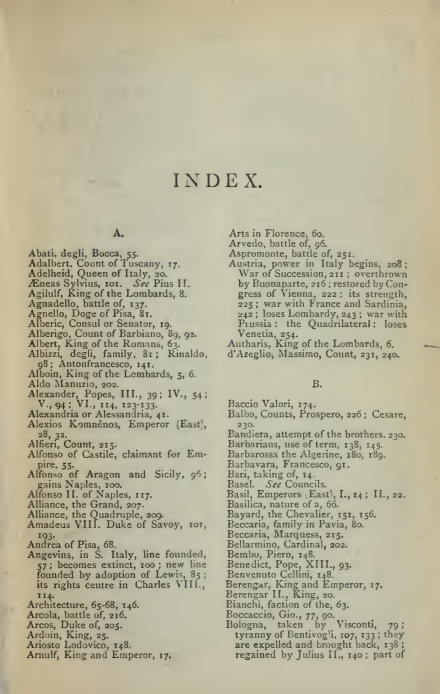 INDEX.
A.
Abati, degli, Bocca, 55.
Adalbert, Count of Tuscany, 17.
Adelheid, Queen of Italy, 20.
Æneas Sylvius, 101. See Pius II.
Agilulf, King of the Lombards, 8.
Agnadello, battle of, 137.
Agnello, Doge of Pisa, 81.
Alberic, Consul or Senator, 19.
Alberigo, Count of Barbiano, 89, 92.
Albert, King of the Romans, 63.
Albizzi, degli, family, 81; Rinaldo,
98; Antonfrancesco, 141.
Alboin, King of the Lombards, 5, 6.
Aldo Manuzio, 202.
Alexander, Popes, III., 39; IV., 54;
V., 94; VI., 114, 123-133.
Alexandria or Alessandria, 41.
Alexios Komnênos, Emperor (East),
28, 32.
Alfieri, Count, 215.
Alfonso of Castile, claimant for Em-
pire, 55.
Alfonso of Aragon and Sicily, 96;
gains Naples, 100.
Alfonso II. of Naples, 117.
Alliance, the Grand, 207.
Alliance, the Quadruple, 209.
Amadeus VIII. Duke of Savoy, 101,
193.
Andrea of Pisa, 68.
Angevins, in S. Italy, line founded,
57; becomes extinct, 100; new line
founded by adoption of Lewis, 85;
its rights centre in Charles VIII.,
114.
Architecture, 65-68, 146.
Arcola, battle of, 216.
Arcos, Duke of, 205.
Ardoin, King, 25.
Ariosto Lodovico, 148.
Arnulf, King and Emperor, 17.
Arts in Florence, 60.
Arvedo, battle of, 96.
Aspromonte, battle of, 251.
Austria, power in Italy begins, 208;
War of Succession, 211; overthrown
by Buonaparte, 216; restored by Con-
gress of Vienna, 222: its strength,
225; war with France and Sardinia,
242; loses Lombardy, 243; war with
Prussia: the Quadrilateral: loses
Venetia, 254.
Autharis, King of the Lombards, 6.
d'Azeglio, Massimo, Count, 231, 240.
B.
Baccio Valori, 174.
Balbo, Counts, Prospero, 226; Cesare,
230.
Bandiera, attempt of the brothers. 230.
Barbarians, use of term, 138, 145.
Barbarossa the Algerine, 180, 189.
Barbavara, Francesco, 91.
Bari, taking of, 14.
Basel. See Councils.
Basil, Emperors (East), I., 14; II., 22.
Basilica, nature of a, 66.
Bayard, the Chevalier, 151, 156.
Beccaria, family in Pavia, 80.
Beccaria, Marquess, 215.
Bellarmino, Cardinal, 202.
Bembo, Piero, 148.
Benedict, Pope, XIII., 93.
Benvenuto Cellini, 148.
Berengar, King and Emperor, 17.
Berengar II., King, 20.
Bianchi, faction of the, 63.
Boccaccio, Gio., 77, 90.
Bologna, taken by Visconti, 79;
tyranny of Bentivogli, 107, 133; they
are expelled and brought back, 138;
regained by Julius II., 140; part of